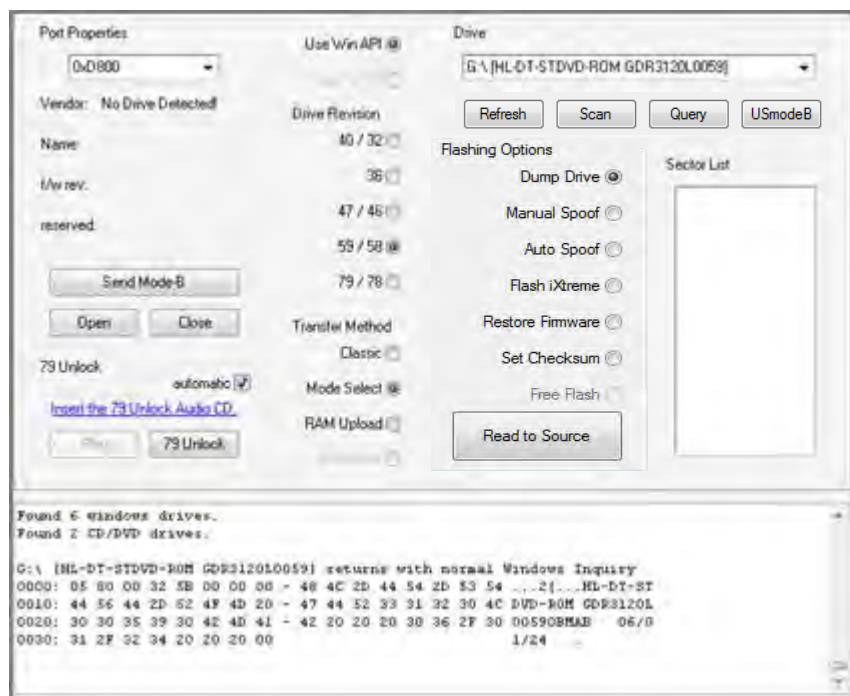 Port Properties
0xD800
Vendor: No Drive Detected!
Name:
f/w rev.
reserved:
Send Mode-B
Open
Close
79 Unlock
automatic
Insert the 79 Unlock Audio CD.
79 Unlock
Use Win API
Drive Revision
40 / 32
36
47 / 46
59 / 58
79 / 78
Transfer Method
Classic
Mode Select
RAM Upload
Drive
G:\ [HL-DT-STDVD-ROM GDR3120L0059]
Refresh
Scan
Query
USmodeB
Flashing Options
Dump Drive
Manual Spoof
Auto Spoof
Flash iXtreme
Restore Firmware
Set Checksum
Free Flash
Read to Source
Sector List
Found 6 windows drives.
Found 2 CD/DVD drives.
G:\ [HL-DT-STDVD-ROM GDR3120L0059] returns with normal Windows Inquiry
0000: 05 80 00 32 5B 00 00 00 - 48 4C 2D 44 54 2D 53 54 ...2[...HL-DT-ST
0010: 44 56 44 2D 52 4F 4D 20 - 47 44 52 33 31 32 30 4C DVD-ROM GDR3120L
0020: 30 30 35 39 30 42 4D 41 - 42 20 20 20 30 36 2F 30 00590BMAB   06/0
0030: 31 2F 32 34 20 20 20 00 1/24 .